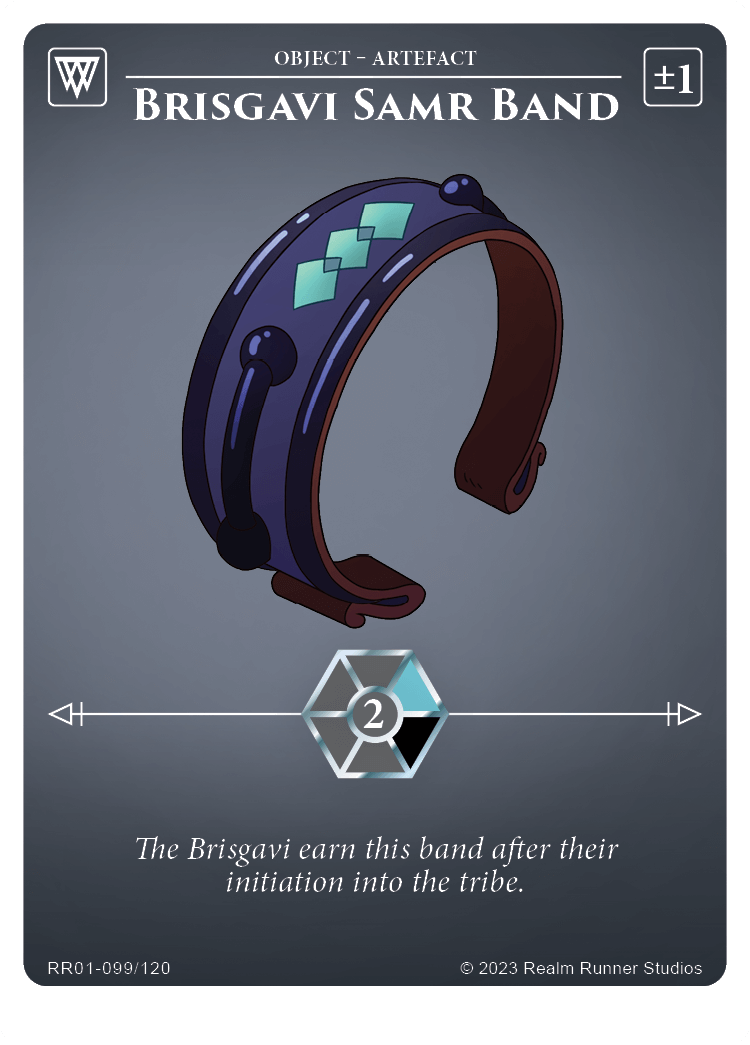 OBJECT – ARTEFACT
BRISGAVI SAMR BAND
±1
2
The Brisgavi earn this band after their
initiation into the tribe.
RR01-099/120
© 2023 Realm Runner Studios